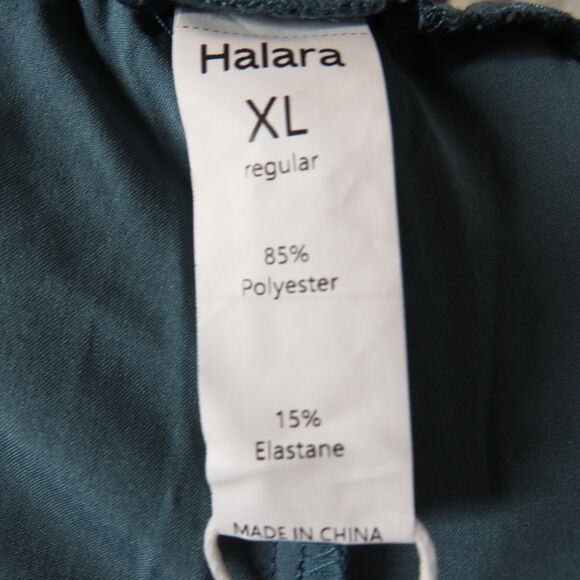 Halara
XL
regular
85%
Polyester
15%
Elastane
MADE IN CHINA